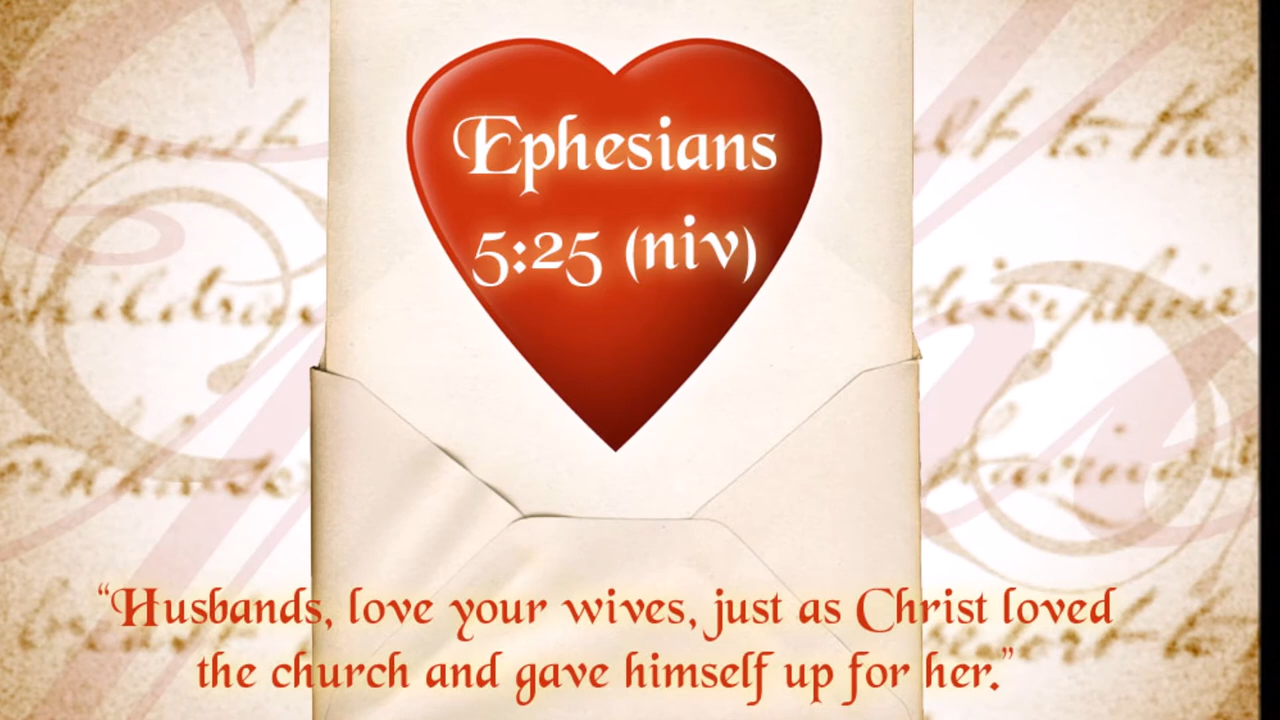 Ephesians
5:25 (niv)
“Husbands, love your wives, just as Christ loved
the church and gave himself up for her.”